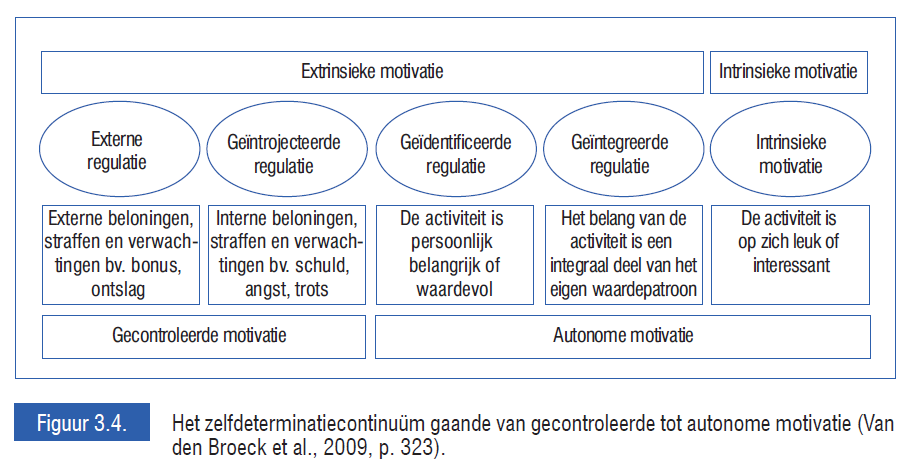 Extrinsieke motivatie
Intrinsieke motivatie
Externe
regulatie
Geïntrojecteerde
regulatie
Geïdentificeerde
regulatie
Geïntegreerde
regulatie
Intrinsieke
motivatie
Externe beloningen,
straffen en verwach-
tingen bv. bonus,
ontslag
Interne beloningen,
straffen en verwach-
tingen bv. schuld,
angst, trots
De activiteit is
persoonlijk
belangrijk of
waardevol
Het belang van de
activiteit is een
integraal deel van het
eigen waardepatroon
De activiteit is
op zich leuk of
interessant
Gecontroleerde motivatie
Autonome motivatie
Figuur 3.4.
Het zelfdeterminatiecontinuüm gaande van gecontroleerde tot autonome motivatie (Van
den Broeck et al., 2009, p. 323).